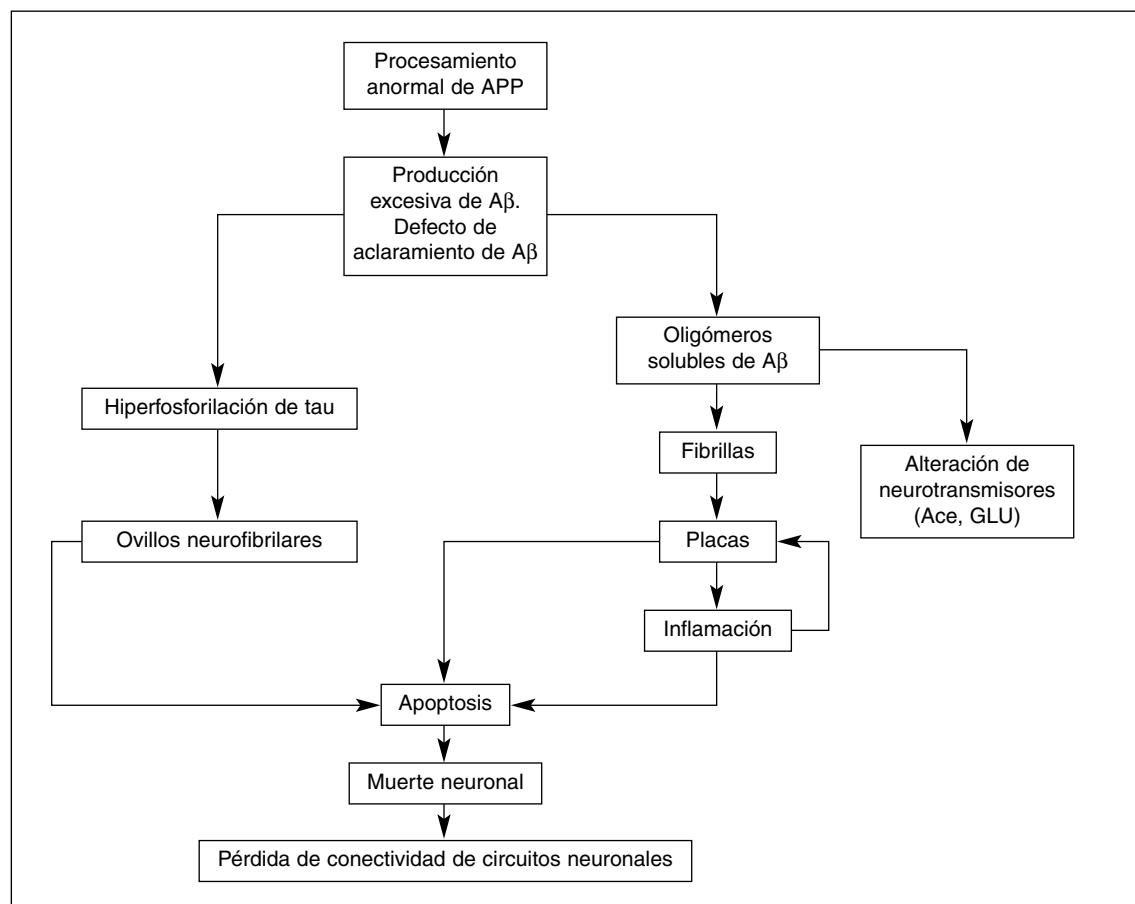 Procesamiento
anormal de APP
Producción
excesiva de Aβ.
Defecto de
aclaramiento de Aβ
Oligómeros
solubles de Aβ
Hiperfosforilación de tau
Fibrillas
Alteración de
neurotransmisores
(Ace, GLU)
Ovillos neurofibrilares
Placas
Inflamación
Apoptosis
Muerte neuronal
Pérdida de conectividad de circuitos neuronales